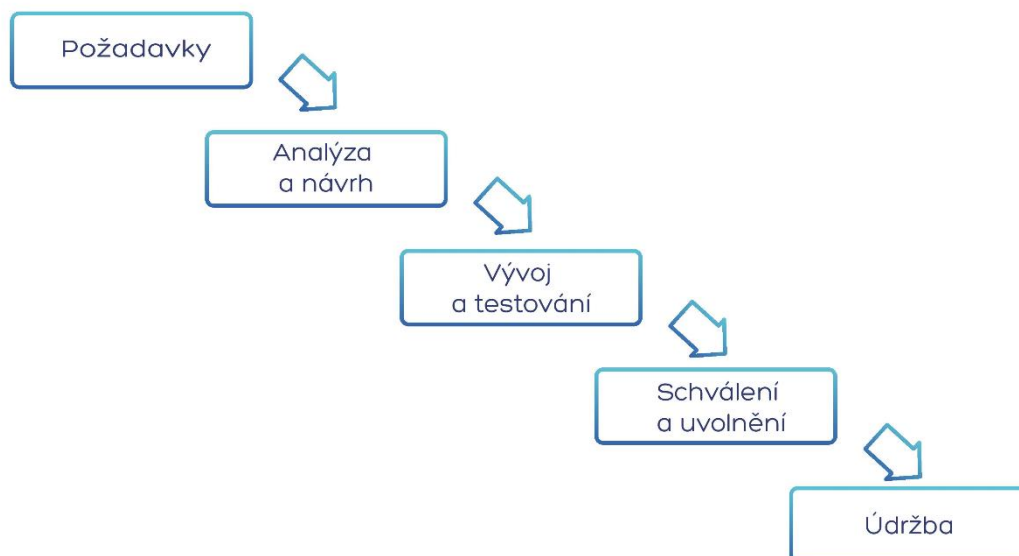 Požadavky
Analýza
a návrh
Vývoj
a testování
Schválení
a uvolnění
Údržba